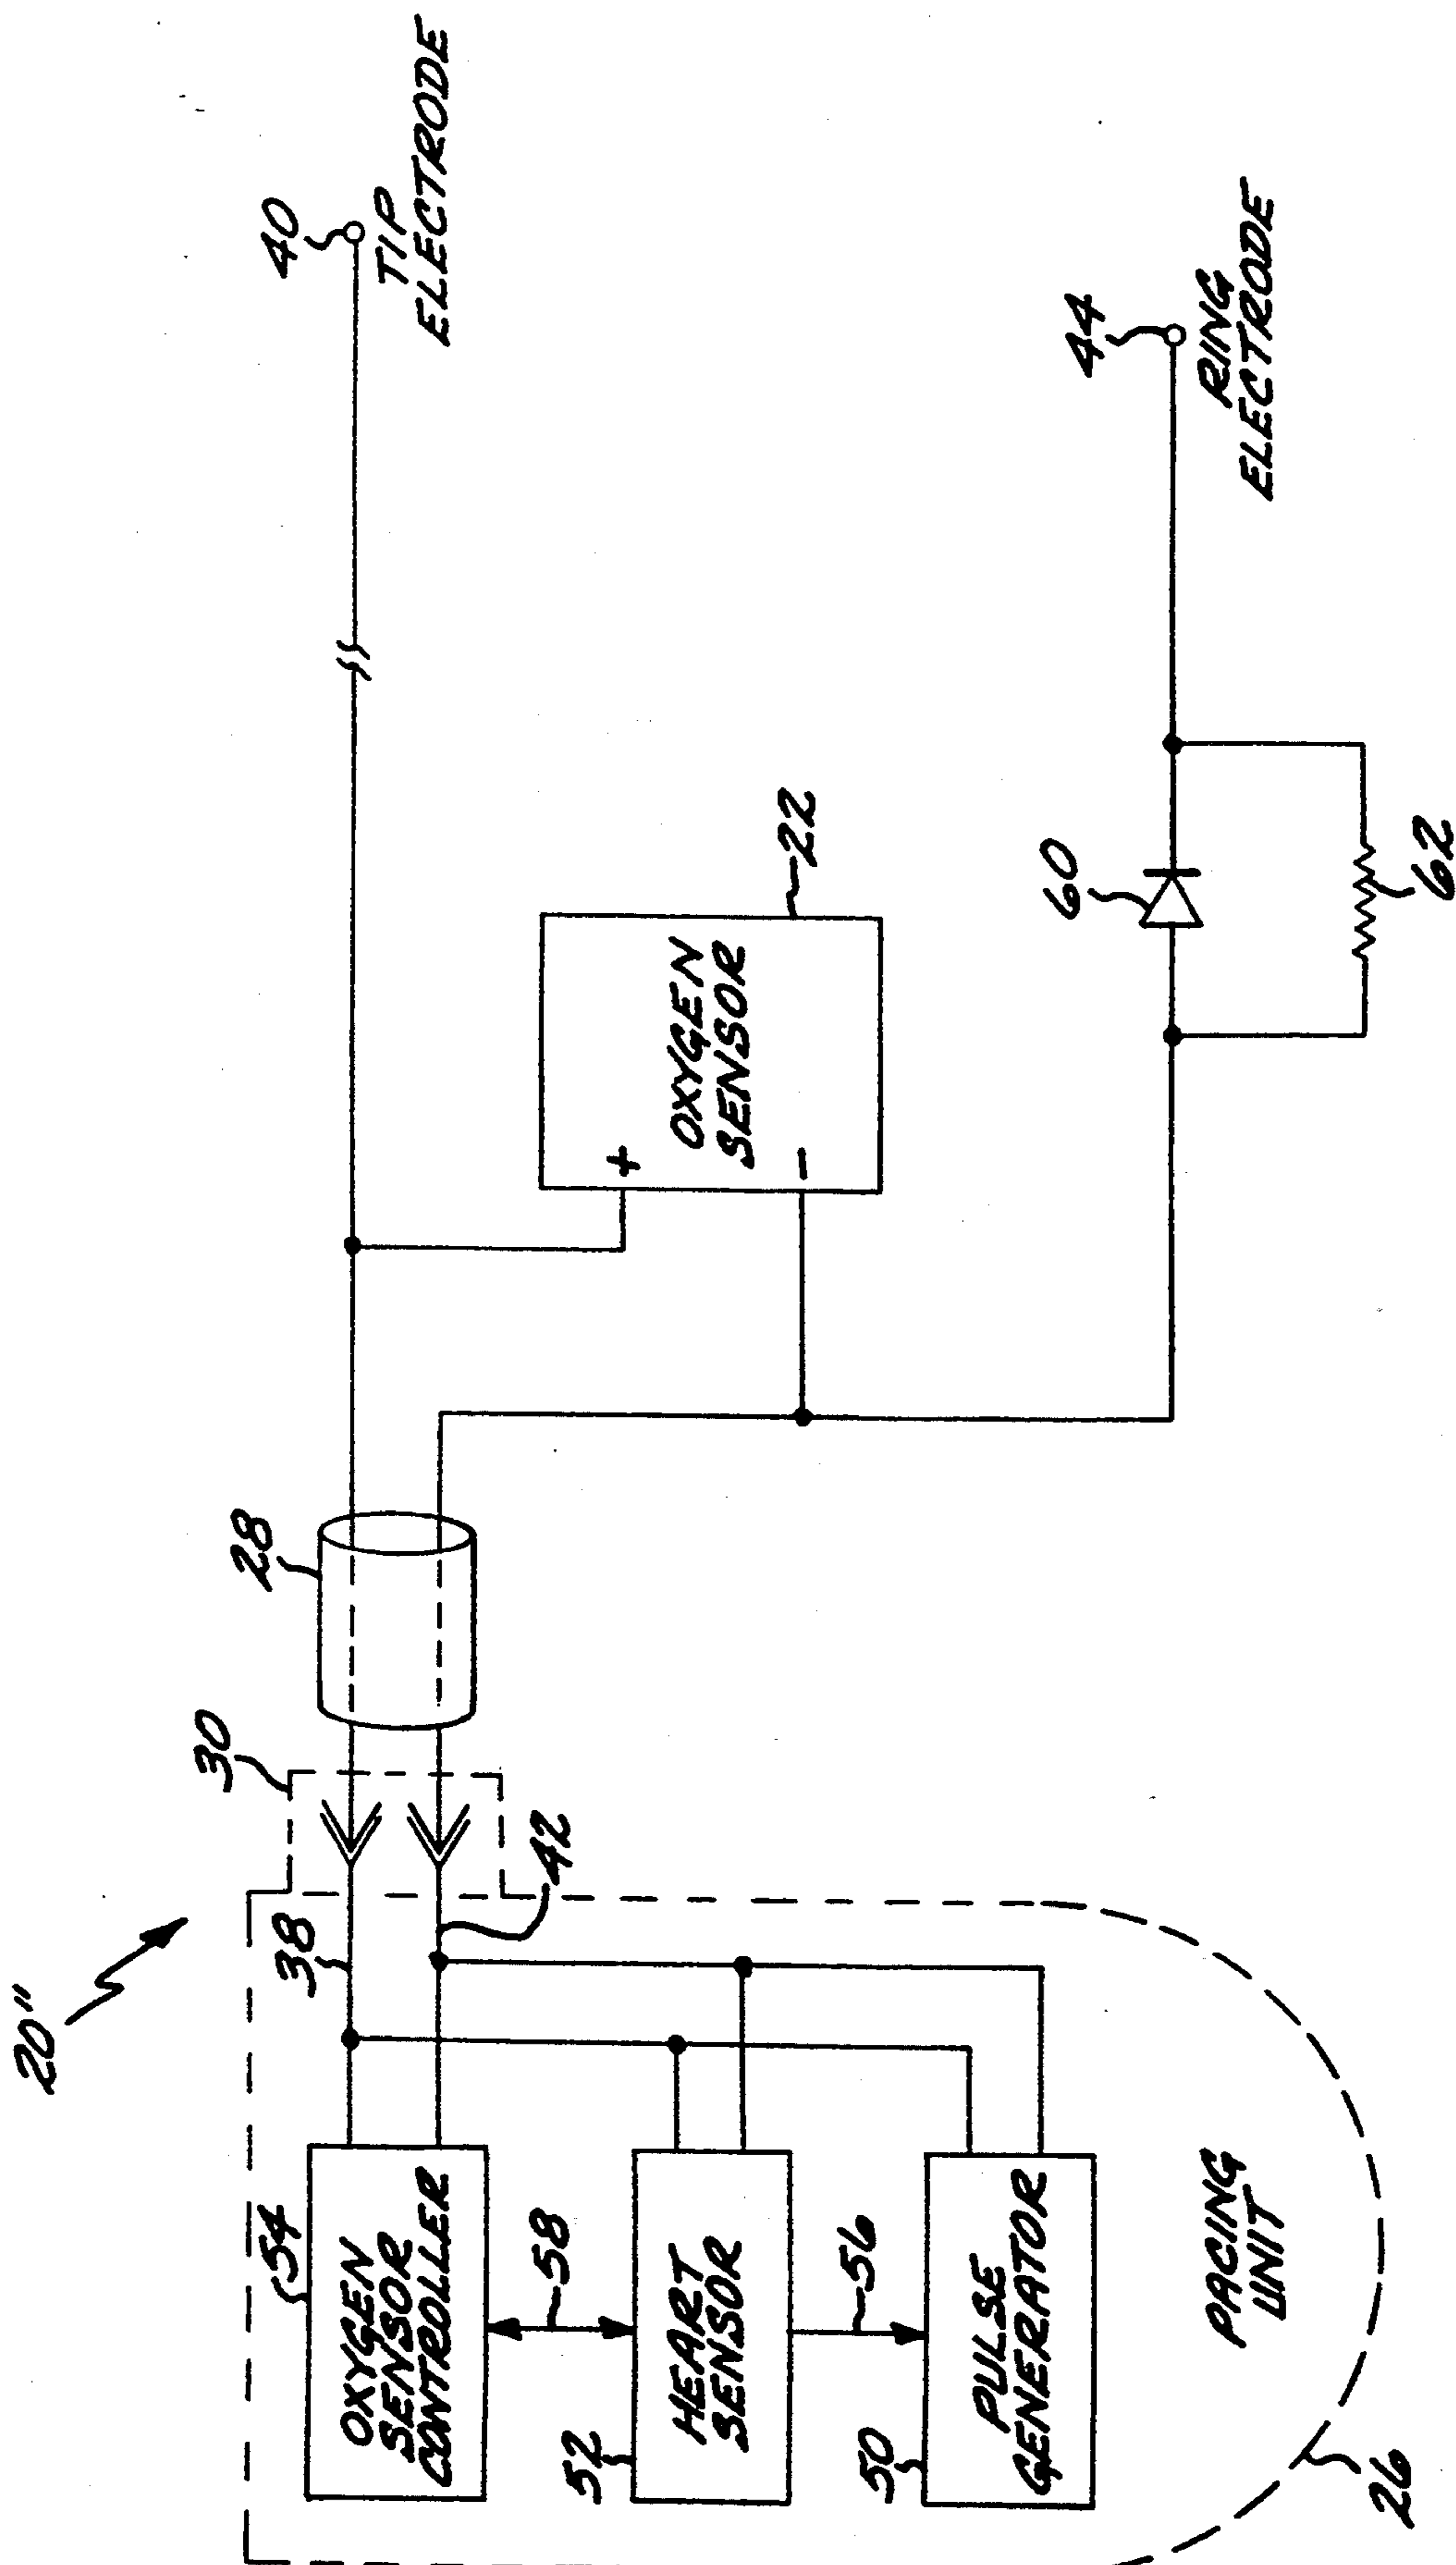 20"
54
OXYGEN
SENSOR
CONTROLLER
38
30
28
40
TIP
ELECTRODE
42
58
52
HEART
SENSOR
56
50
PULSE
GENERATOR
PACING
UNIT
26
+
-
OXYGEN
SENSOR
22
60
62
44
RING
ELECTRODE